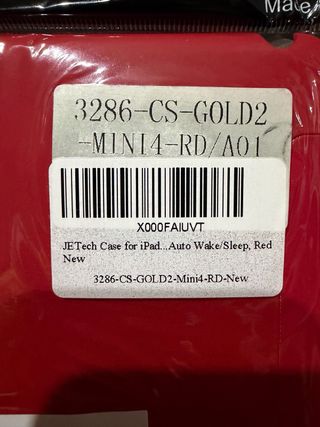 Made
3286-CS-GOLD2
-MINI4-RD/A01
X000FAIUVT
JETech Case for iPad...Auto Wake/Sleep, Red
New
3286-CS-GOLD2-Mini4-RD-New